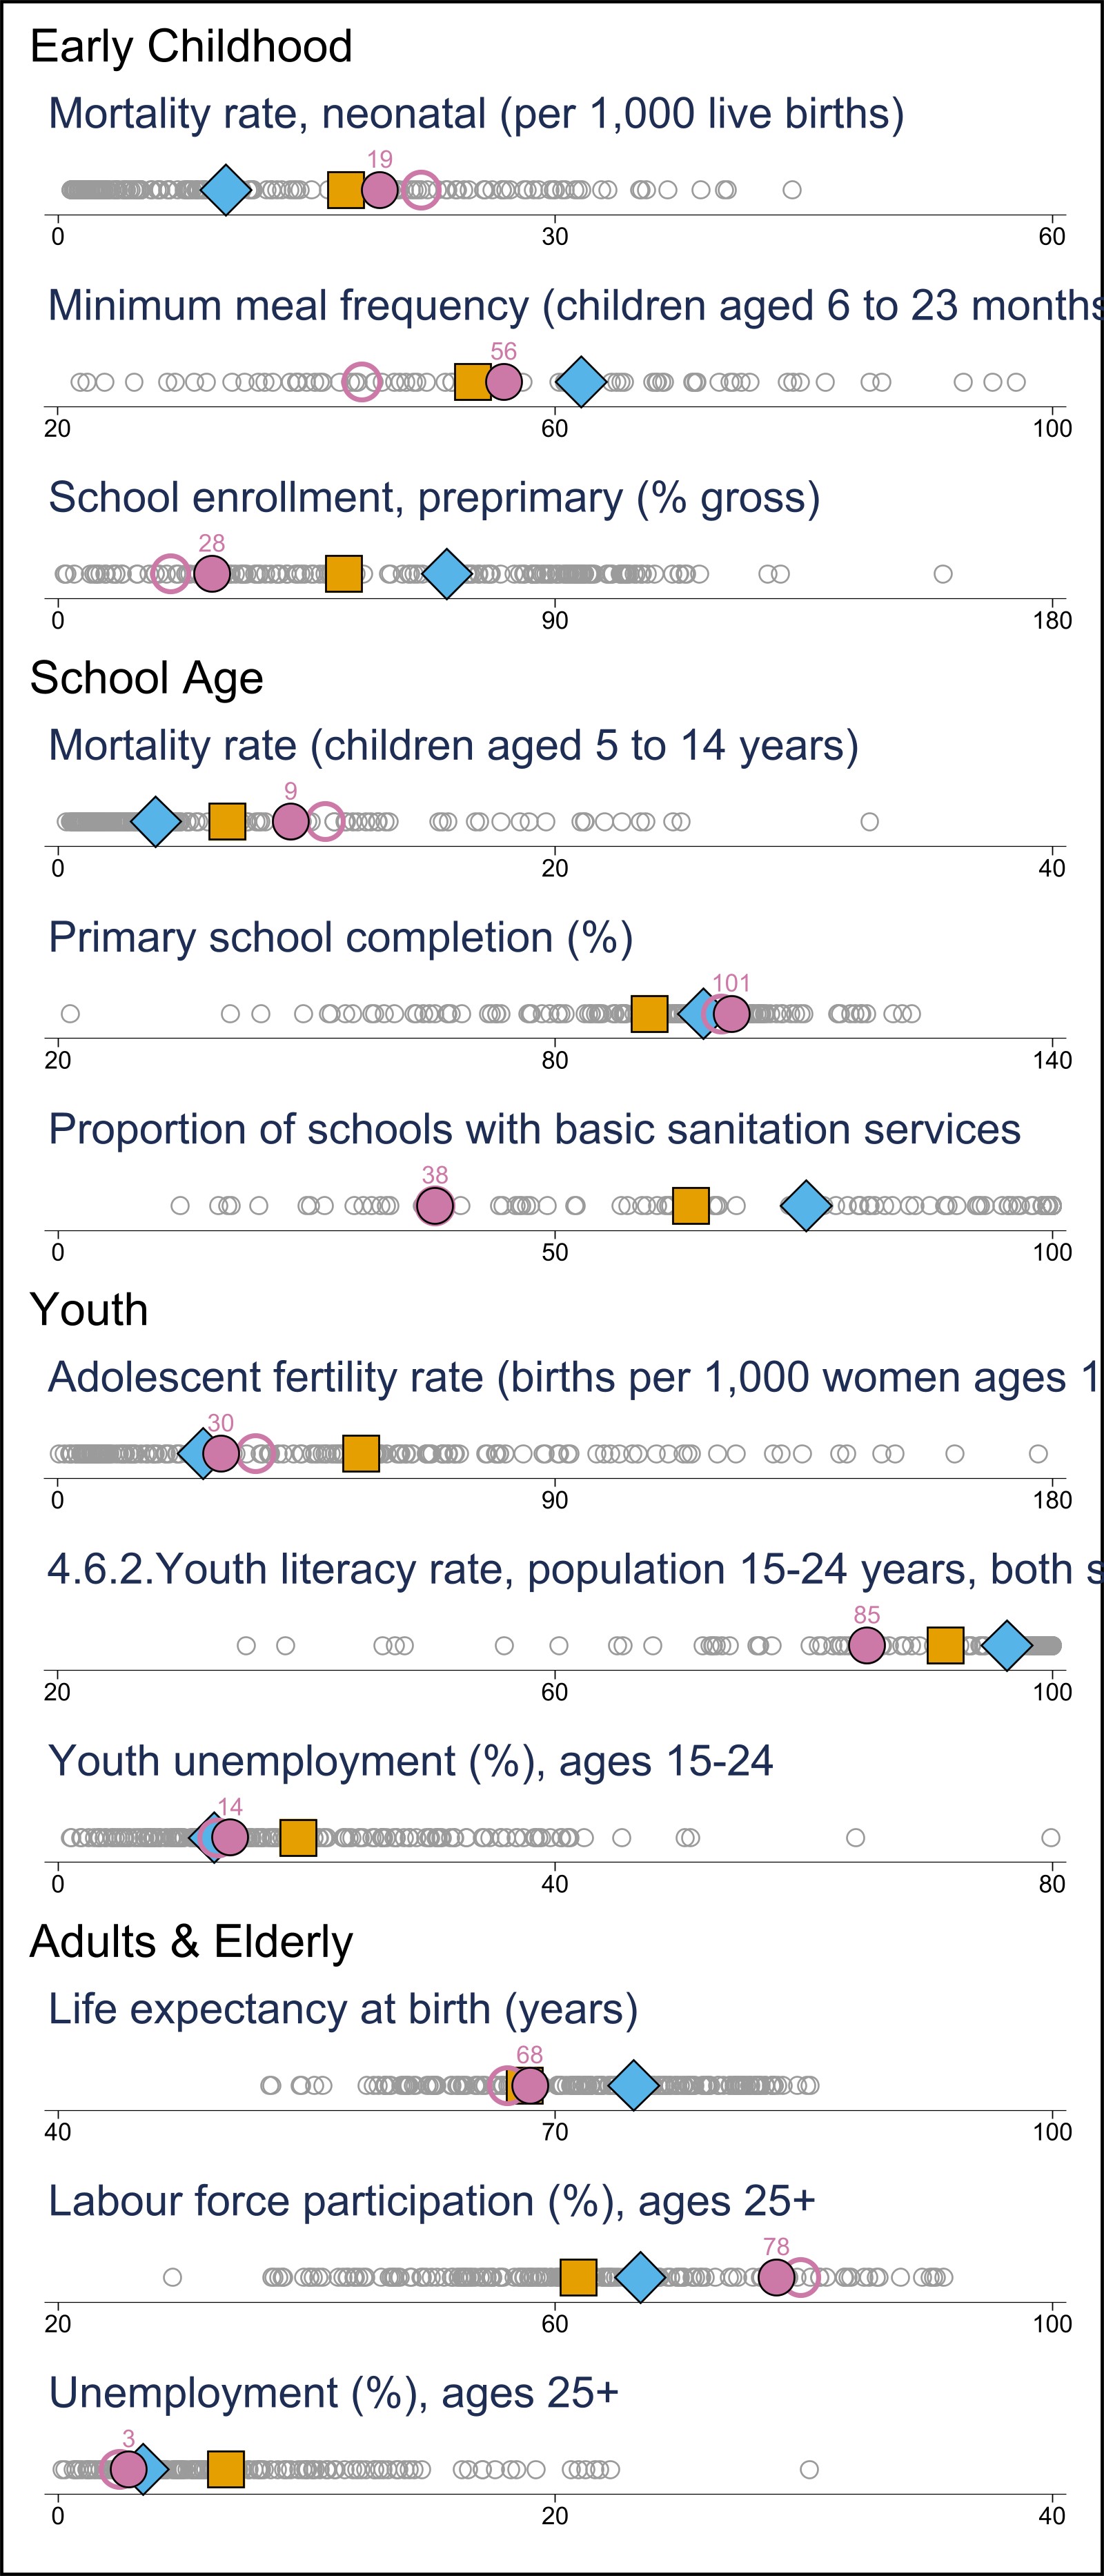 Early Childhood
Mortality rate, neonatal (per 1,000 live births)
19
0 30 60
Minimum meal frequency (children aged 6 to 23 months
56
20 60 100
School enrollment, preprimary (% gross)
28
0 90 180
School Age
Mortality rate (children aged 5 to 14 years)
9
0 20 40
Primary school completion (%)
101
20 80 140
Proportion of schools with basic sanitation services
38
0 50 100
Youth
Adolescent fertility rate (births per 1,000 women ages 1
30
0 90 180
4.6.2.Youth literacy rate, population 15-24 years, both s
85
20 60 100
Youth unemployment (%), ages 15-24
14
0 40 80
Adults & Elderly
Life expectancy at birth (years)
68
40 70 100
Labour force participation (%), ages 25+
78
20 60 100
Unemployment (%), ages 25+
3
0 20 40